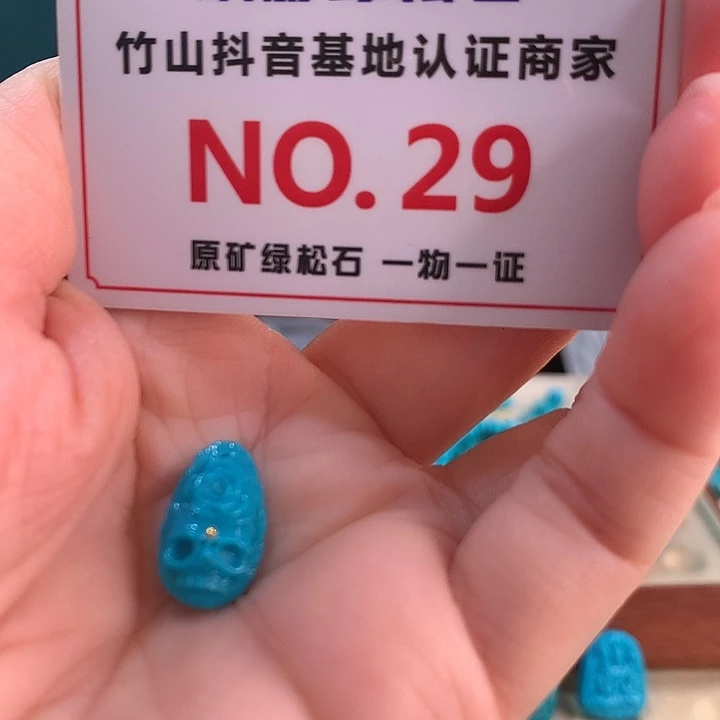 竹山抖音基地认证商家
NO. 29
原矿绿松石 一物一证